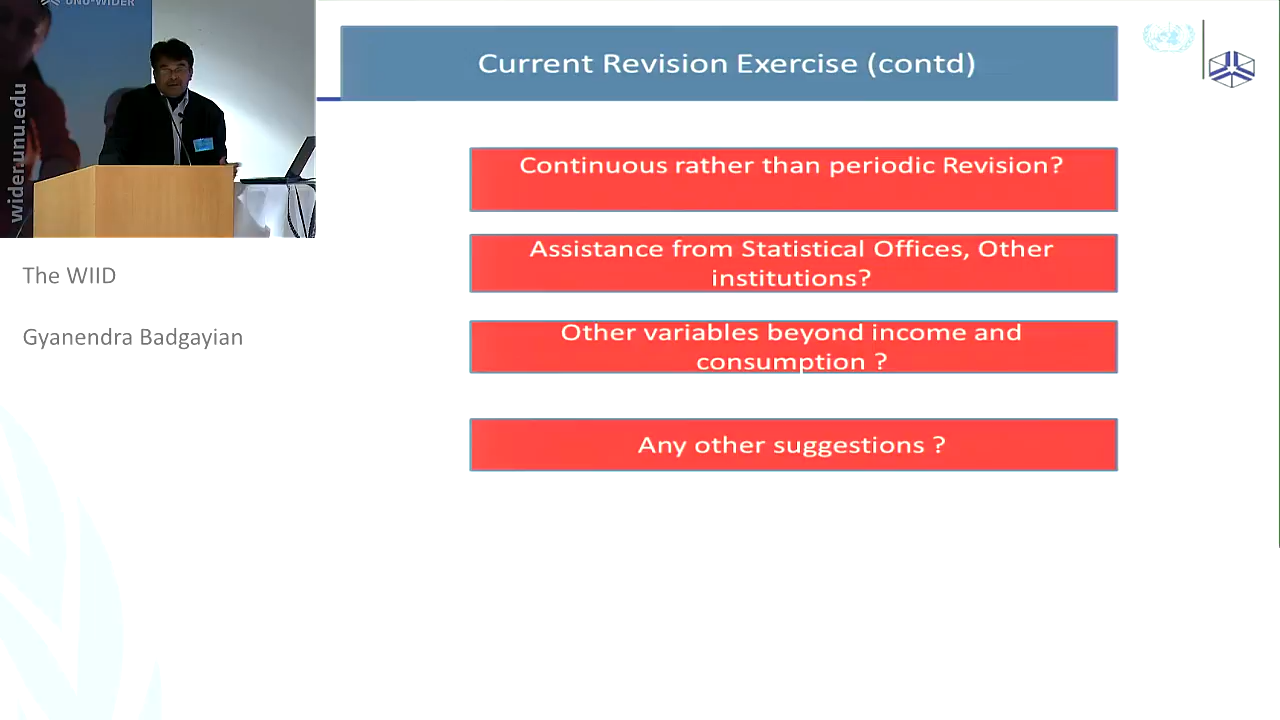 UNU-WIDER
wider.unu.edu
The WIID
Gyanendra Badgayian
Current Revision Exercise (contd)
Continuous rather than periodic Revision?
Assistance from Statistical Offices, Other
institutions?
Other variables beyond income and
consumption ?
Any other suggestions ?